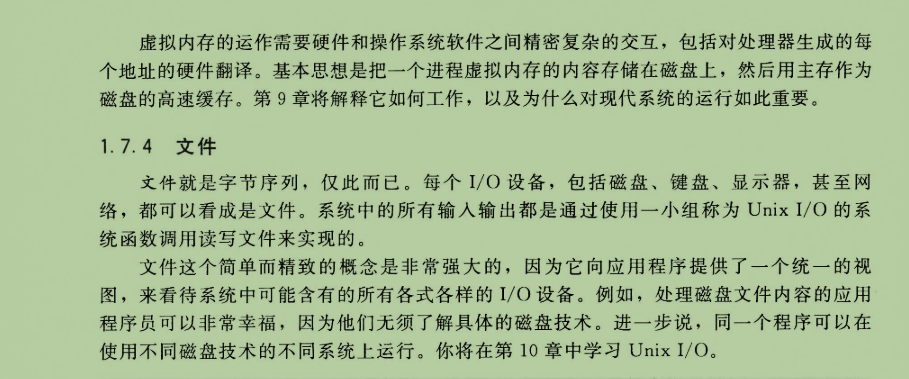 虚拟内存的运作需要硬件和操作系统软件之间精密复杂的交互，包括对处理器生成的每
个地址的硬件翻译。基本思想是把一个进程虚拟内存的内容存储在磁盘上，然后用主存作为
磁盘的高速缓存。第 9 章将解释它如何工作，以及为什么对现代系统的运行如此重要。
1.7.4 文件
文件就是字节序列，仅此而已。每个 I/O 设备，包括磁盘、键盘、显示器，甚至网
络，都可以看成是文件。系统中的所有输入输出都是通过使用一小组称为 Unix I/O 的系
统函数调用读写文件来实现的。
文件这个简单而精致的概念是非常强大的，因为它向应用程序提供了一个统一的视
图，来看待系统中可能含有的所有各式各样的 I/O 设备。例如，处理磁盘文件内容的应用
程序员可以非常幸福，因为他们无须了解具体的磁盘技术。进一步说，同一个程序可以在
使用不同磁盘技术的不同系统上运行。你将在第 10 章中学习 Unix I/O。